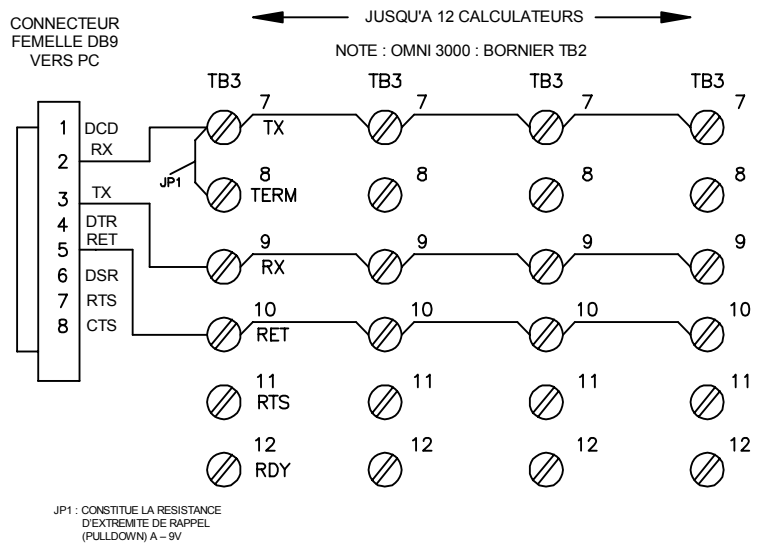 CONNECTEUR
FEMELLE DB9
VERS PC
JUSQU'A 12 CALCULATEURS
NOTE : OMNI 3000 : BORNIER TB2
TB3 TB3 TB3 TB3
1 DCD
2 RX
3 TX
4 DTR
5 RET
6 DSR
7 RTS
8 CTS
JP1
7 7 7 7
TX
8 8 8 8
TERM
9 9 9 9
RX
10 10 10 10
RET
11 11 11 11
RTS
12 12 12 12
RDY
JP1 : CONSTITUE LA RESISTANCE
D'EXTREMITE DE RAPPEL
(PULLDOWN) A – 9V